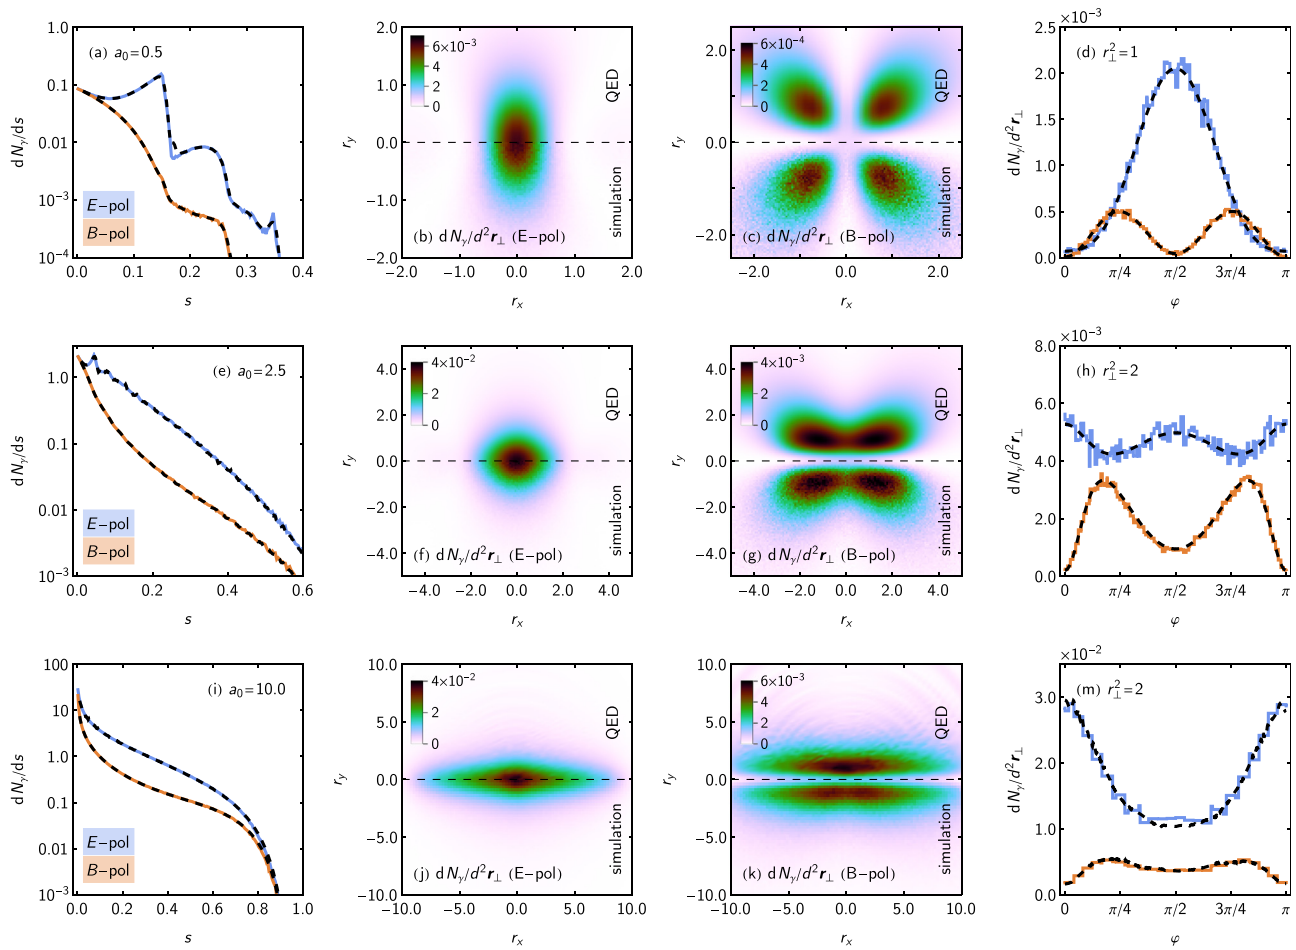 (a) a₀=0.5
dNγ/ds
1.0
0.1
0.01
10⁻³
10⁻⁴
E−pol
B−pol
0.0 0.1 0.2 0.3 0.4
s
6×10⁻³
4
2
0
QED
simulation
r_y
2.0
1.0
0.0
−1.0
−2.0
(b) dNγ/d²r⊥ (E−pol)
−2.0 −1.0 0.0 1.0 2.0
r_x
6×10⁻⁴
4
2
0
QED
simulation
r_y
2.0
1.0
0.0
−1.0
−2.0
(c) dNγ/d²r⊥ (B−pol)
−2.0 0.0 2.0
r_x
×10⁻³
(d) r⊥²=1
dNγ/d²r⊥
2.5
2.0
1.5
1.0
0.5
0.0
0 π/4 π/2 3π/4 π
φ
(e) a₀=2.5
dNγ/ds
1.0
0.1
0.01
10⁻³
E−pol
B−pol
0.0 0.2 0.4 0.6
s
4×10⁻²
2
0
QED
simulation
r_y
4.0
2.0
0.0
−2.0
−4.0
(f) dNγ/d²r⊥ (E−pol)
−4.0 −2.0 0.0 2.0 4.0
r_x
4×10⁻³
2
0
QED
simulation
r_y
4.0
2.0
0.0
−2.0
−4.0
(g) dNγ/d²r⊥ (B−pol)
−4.0 −2.0 0.0 2.0 4.0
r_x
×10⁻³
(h) r⊥²=2
dNγ/d²r⊥
8.0
6.0
4.0
2.0
0.0
0 π/4 π/2 3π/4 π
φ
(i) a₀=10.0
dNγ/ds
100
10
1.0
0.1
0.01
10⁻³
E−pol
B−pol
0.0 0.2 0.4 0.6 0.8 1.0
s
4×10⁻²
2
0
QED
simulation
r_y
10.0
5.0
0.0
−5.0
−10.0
(j) dNγ/d²r⊥ (E−pol)
−10.0 −5.0 0.0 5.0 10.0
r_x
6×10⁻³
4
2
0
QED
simulation
r_y
10.0
5.0
0.0
−5.0
−10.0
(k) dNγ/d²r⊥ (B−pol)
−10.0 −5.0 0.0 5.0 10.0
r_x
×10⁻²
(m) r⊥²=2
dNγ/d²r⊥
3.0
2.0
1.0
0.0
0 π/4 π/2 3π/4 π
φ